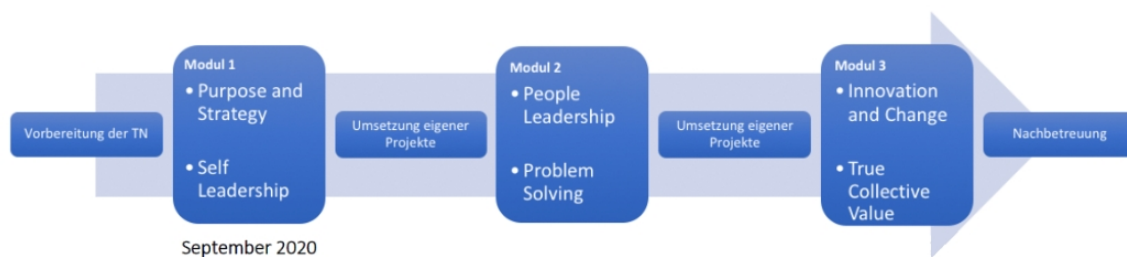 Vorbereitung der TN
Modul 1
• Purpose and
Strategy
• Self
Leadership
September 2020
Umsetzung eigener
Projekte
Modul 2
• People
Leadership
• Problem
Solving
Umsetzung eigener
Projekte
Modul 3
• Innovation
and Change
• True
Collective
Value
Nachbetreuung